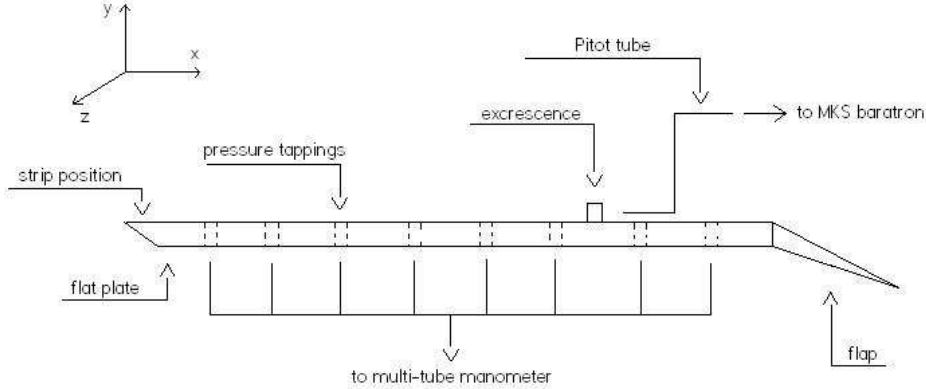 y
x
z
Pitot tube
to MKS baratron
excrescence
pressure tappings
strip position
flat plate
flap
to multi-tube manometer